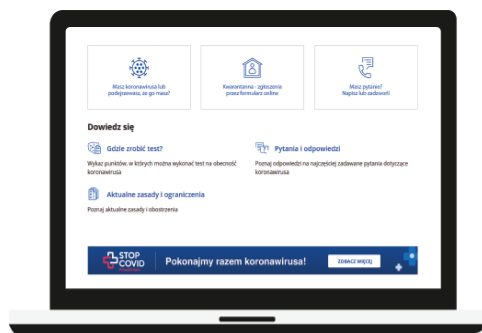 Masz koronawirusa lub
podejrzewasz, że go masz?
Kwarantanna - zgłoszenia
przez formularz online
Masz pytanie?
Napisz lub zadzwoń!
Dowiedz się
Gdzie zrobić test?
Wykaz punktów, w których można wykonać test na obecność
koronawirusa
Pytania i odpowiedzi
Poznaj odpowiedzi na najczęściej zadawane pytania dotyczące
koronawirusa
Aktualne zasady i ograniczenia
Poznaj aktualne zasady i obostrzenia
STOP
COVID
Pokonajmy razem koronawirusa!
ZOBACZ WIĘCEJ